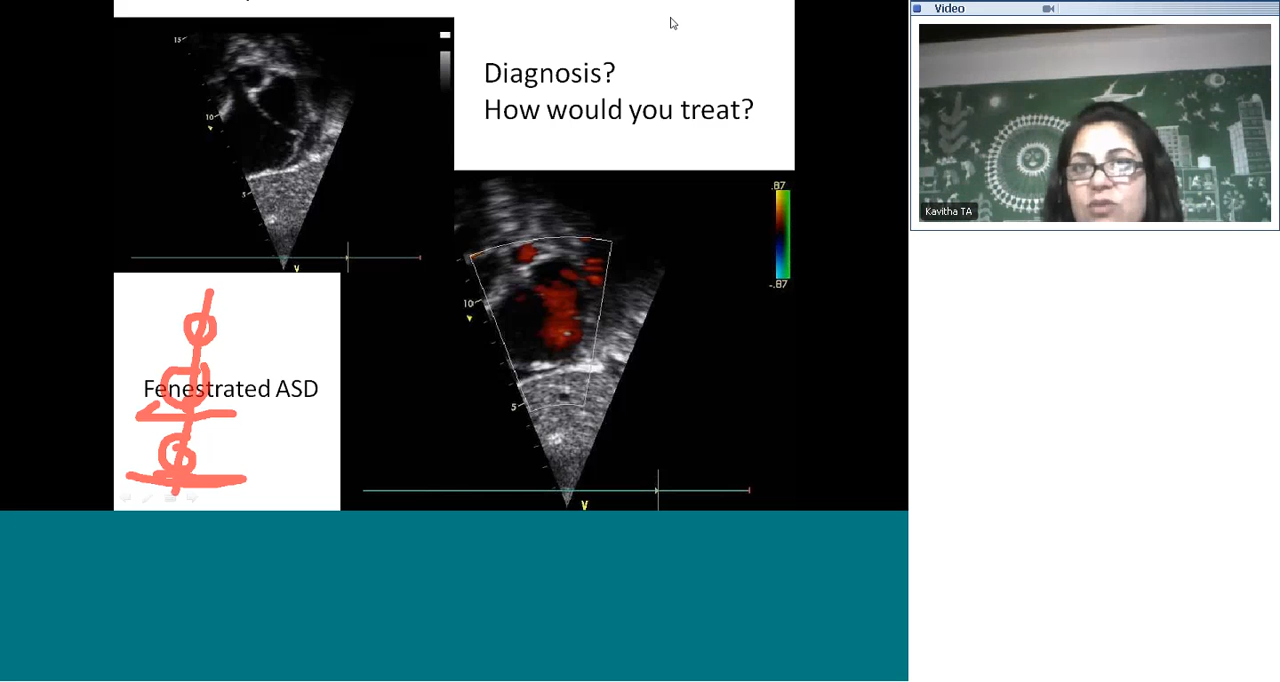 Video
15
Diagnosis?
How would you treat?
10
5
V
Kavitha TA
.87
-.87
10
5
Fenestrated ASD
V